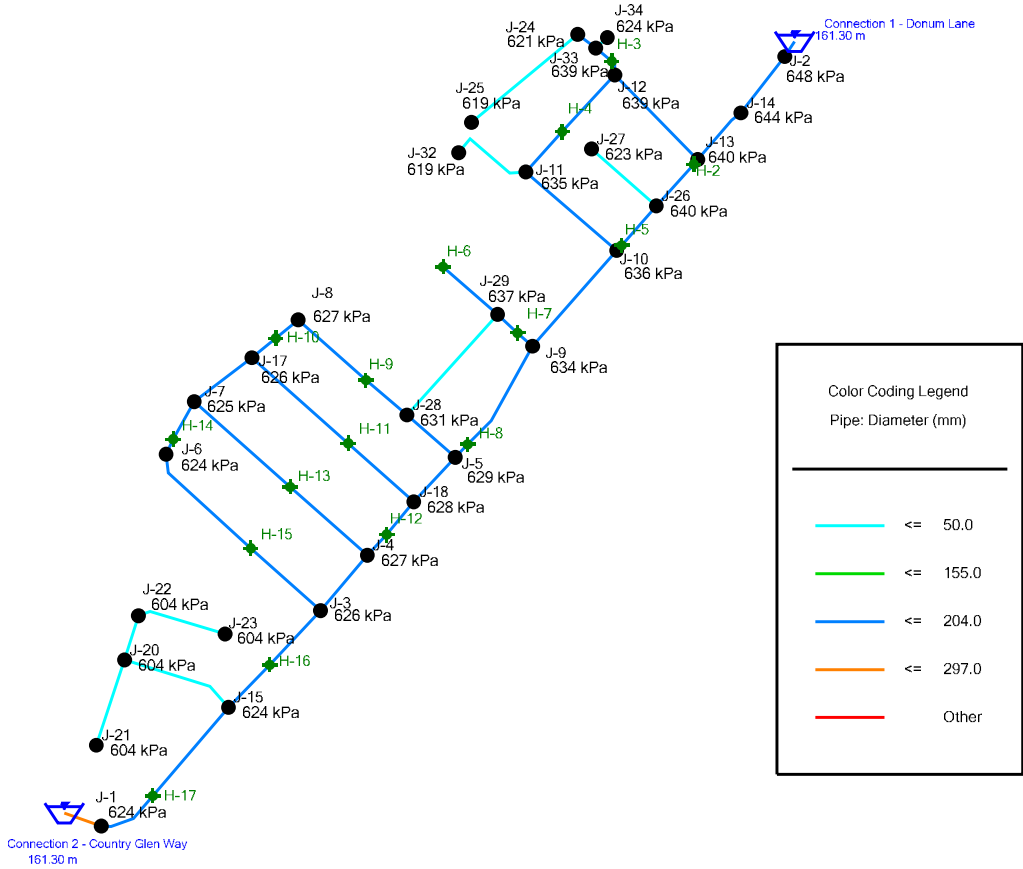 J-34
624 kPa
J-24
621 kPa
H-3
J-33
639 kPa
Connection 1 - Donum Lane
161.30 m
J-2
648 kPa
J-12
639 kPa
J-25
619 kPa
H-4
J-14
644 kPa
J-27
623 kPa
J-13
640 kPa
H-2
J-32
619 kPa
J-11
635 kPa
J-26
640 kPa
H-5
J-10
636 kPa
H-6
J-29
637 kPa
H-7
J-9
634 kPa
J-8
627 kPa
H-10
J-17
626 kPa
H-9
J-7
625 kPa
J-28
631 kPa
H-14
H-11
H-8
J-6
624 kPa
J-5
629 kPa
H-13
J-18
628 kPa
H-12
H-15
J-4
627 kPa
J-22
604 kPa
J-3
626 kPa
J-23
604 kPa
J-20
604 kPa
H-16
J-15
624 kPa
J-21
604 kPa
J-1
624 kPa
H-17
Connection 2 - Country Glen Way
161.30 m
Color Coding Legend
Pipe: Diameter (mm)
<= 50.0
<= 155.0
<= 204.0
<= 297.0
Other